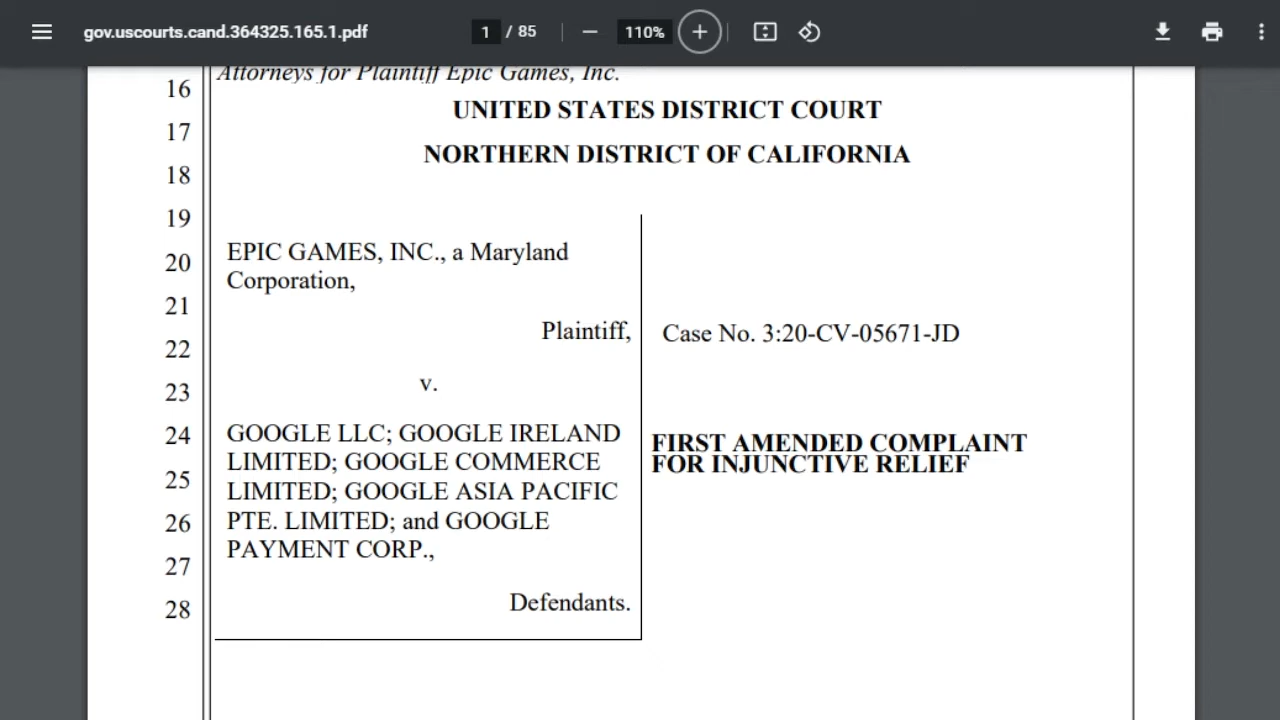 gov.uscourts.cand.364325.165.1.pdf 1 / 85 110%
Attorneys for Plaintiff Epic Games, Inc.
16
UNITED STATES DISTRICT COURT
17
NORTHERN DISTRICT OF CALIFORNIA
18
19
20
EPIC GAMES, INC., a Maryland
Corporation,
21
Plaintiff,
Case No. 3:20-CV-05671-JD
22
v.
23
24
GOOGLE LLC; GOOGLE IRELAND
LIMITED; GOOGLE COMMERCE
LIMITED; GOOGLE ASIA PACIFIC
PTE. LIMITED; and GOOGLE
PAYMENT CORP.,
FIRST AMENDED COMPLAINT
FOR INJUNCTIVE RELIEF
25
26
27
Defendants.
28